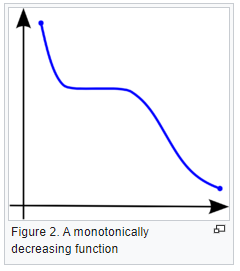 Figure 2. A monotonically
decreasing function